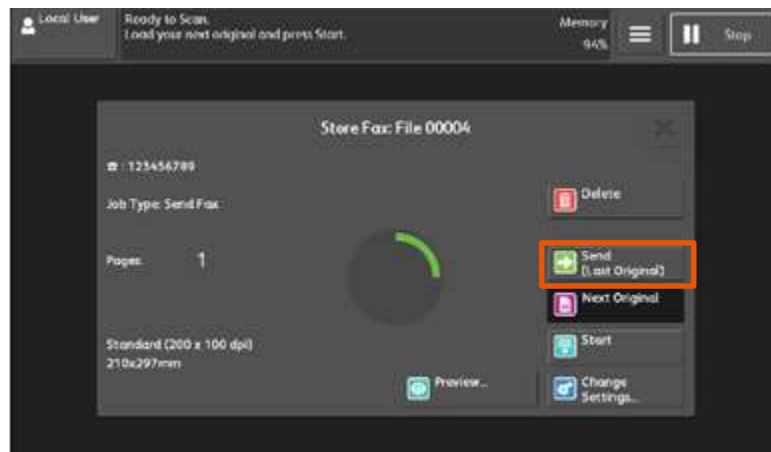 Local User
Ready to Scan.
Load your next original and press Start.
Memory
94%
Stop
Store Fax: File 00004
☎ : 123456789
Job Type: Send Fax
Delete
Pages:
1
Send
(Last Original)
Next Original
Standard (200 x 100 dpi)
210x297mm
Start
Preview...
Change
Settings...